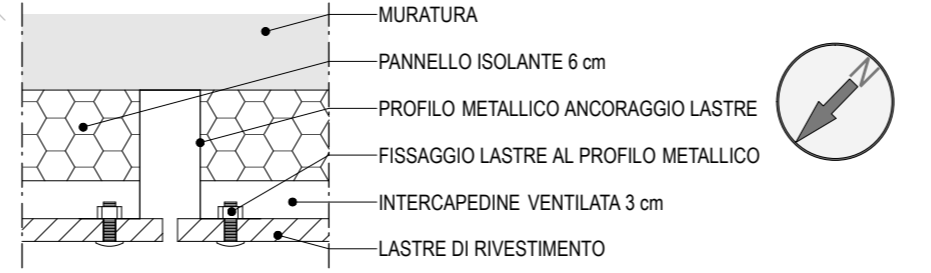 MURATURA
PANNELLO ISOLANTE 6 cm
PROFILO METALLICO ANCORAGGIO LASTRE
FISSAGGIO LASTRE AL PROFILO METALLICO
INTERCAPEDINE VENTILATA 3 cm
LASTRE DI RIVESTIMENTO
N